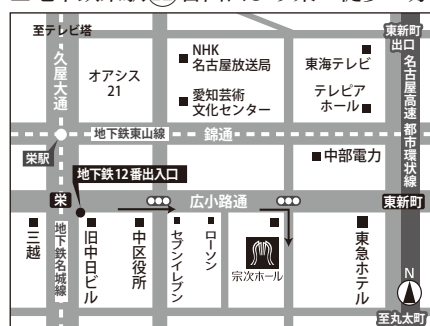 至テレビ塔
東新町
出口
久屋大通
オアシス
21
NHK
名古屋放送局
愛知芸術
文化センター
東海テレビ
テレピア
ホール
名古屋高速 都市環状線
地下鉄東山線
錦通
栄駅
中部電力
地下鉄12番出入口
栄
広小路通
東新町
三越
地下鉄名城線
旧中日ビル
中区役所
セブンイレブン
ローソン
宗次ホール
東急ホテル
N
至丸太町